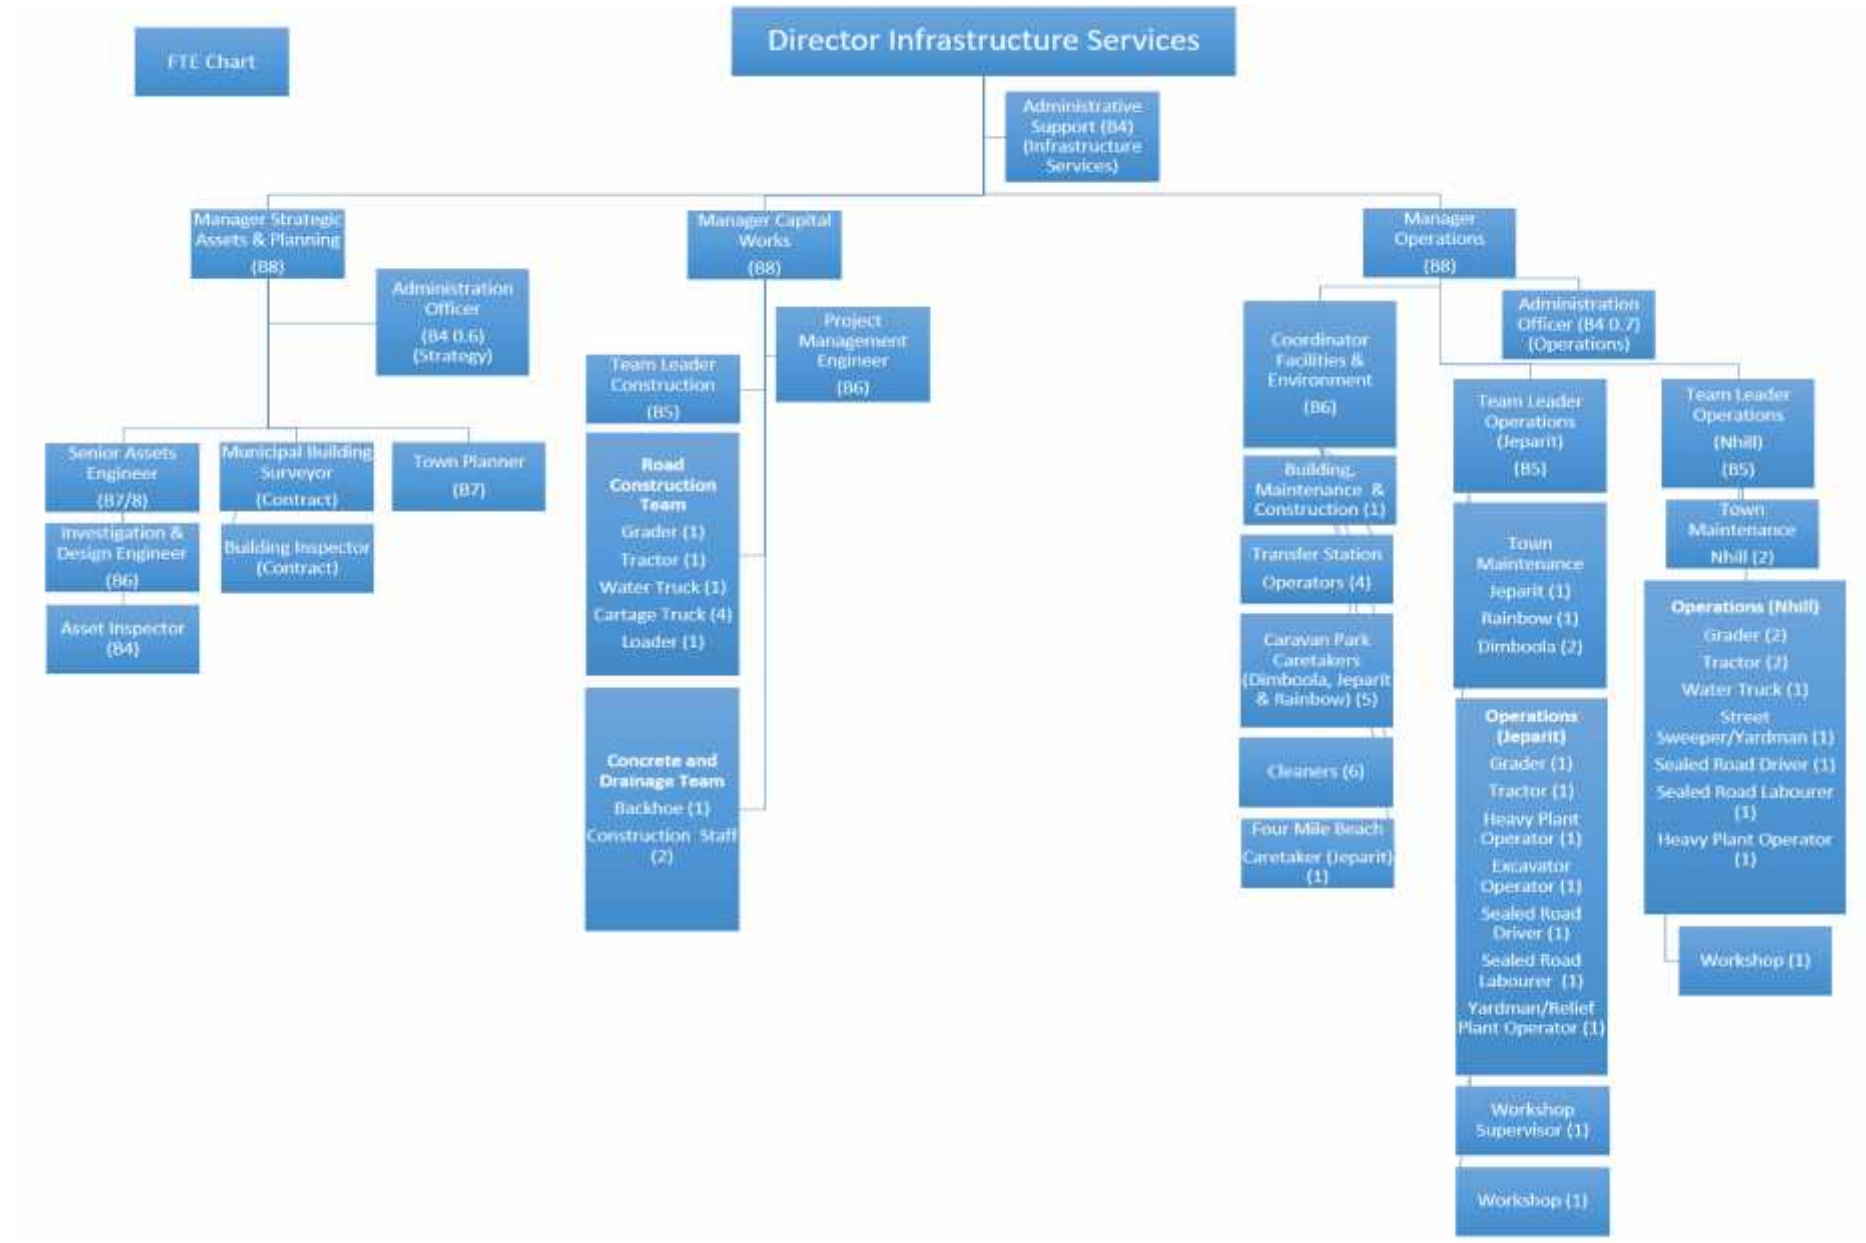 FTE Chart
Director Infrastructure Services
Administrative
Support (B4)
(Infrastructure
Services)
Manager Strategic
Assets & Planning
(B8)
Administration
Officer
(B4 0.6)
(Strategy)
Senior Assets
Engineer
(B7/8)
Investigation &
Design Engineer
(B6)
Asset Inspector
(B4)
Municipal Building
Surveyor
(Contract)
Building Inspector
(Contract)
Town Planner
(B7)
Manager Capital
Works
(B8)
Project
Management
Engineer
(B6)
Team Leader
Construction
(B5)
Road
Construction
Team
Grader (1)
Tractor (1)
Water Truck (1)
Cartage Truck (4)
Loader (1)
Concrete and
Drainage Team
Backhoe (1)
Construction Staff
(2)
Manager
Operations
(B8)
Administration
Officer (B4 0.7)
(Operations)
Coordinator
Facilities &
Environment
(B6)
Building,
Maintenance &
Construction (1)
Transfer Station
Operators (4)
Caravan Park
Caretakers
(Dimboola, Jeparit
& Rainbow) (5)
Cleaners (6)
Four Mile Beach
Caretaker (Jeparit)
(1)
Team Leader
Operations
(Jeparit)
(B5)
Town
Maintenance
Jeparit (1)
Rainbow (1)
Dimboola (2)
Operations
(Jeparit)
Grader (1)
Tractor (1)
Heavy Plant
Operator (1)
Excavator
Operator (1)
Sealed Road
Driver (1)
Sealed Road
Labourer (1)
Yardman/Relief
Plant Operator (1)
Workshop
Supervisor (1)
Workshop (1)
Team Leader
Operations
(Nhill)
(B5)
Town
Maintenance
Nhill (2)
Operations (Nhill)
Grader (2)
Tractor (2)
Water Truck (1)
Street
Sweeper/Yardman (1)
Sealed Road Driver (1)
Sealed Road Labourer
(1)
Heavy Plant Operator
(1)
Workshop (1)